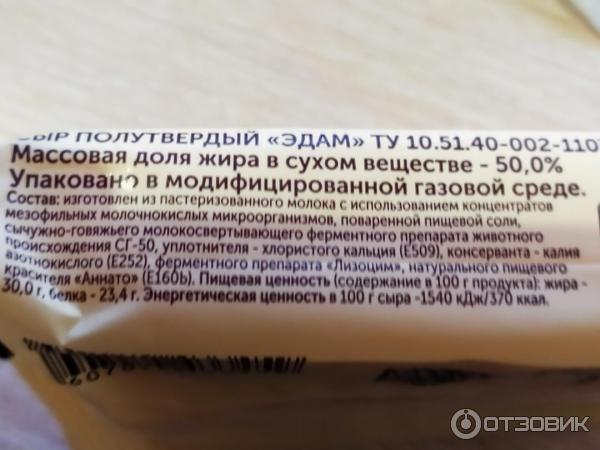 СЫР ПОЛУТВЕРДЫЙ «ЭДАМ» ТУ 10.51.40-002-110
Массовая доля жира в сухом веществе - 50,0%
Упаковано в модифицированной газовой среде.
Состав: изготовлен из пастеризованного молока с использованием концентратов
мезофильных молочнокислых микроорганизмов, поваренной пищевой соли,
сычужно-говяжьего молокосвертывающего ферментного препарата животного
происхождения СГ-50, уплотнителя - хлористого кальция (Е509), консерванта - калия
азотнокислого (Е252), ферментного препарата «Лизоцим», натурального пищевого
красителя «Аннато» (Е160b). Пищевая ценность (содержание в 100 г продукта): жира -
30,0 г, белка - 23,4 г. Энергетическая ценность в 100 г сыра -1540 кДж/370 ккал.
ОТЗОВИК